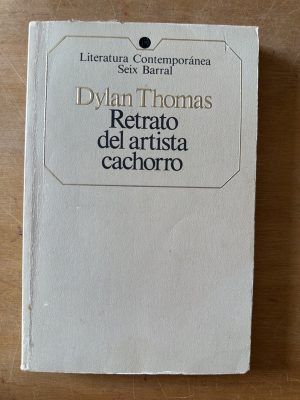 Literatura Contemporánea
Seix Barral
Dylan Thomas
Retrato
del artista
cachorro